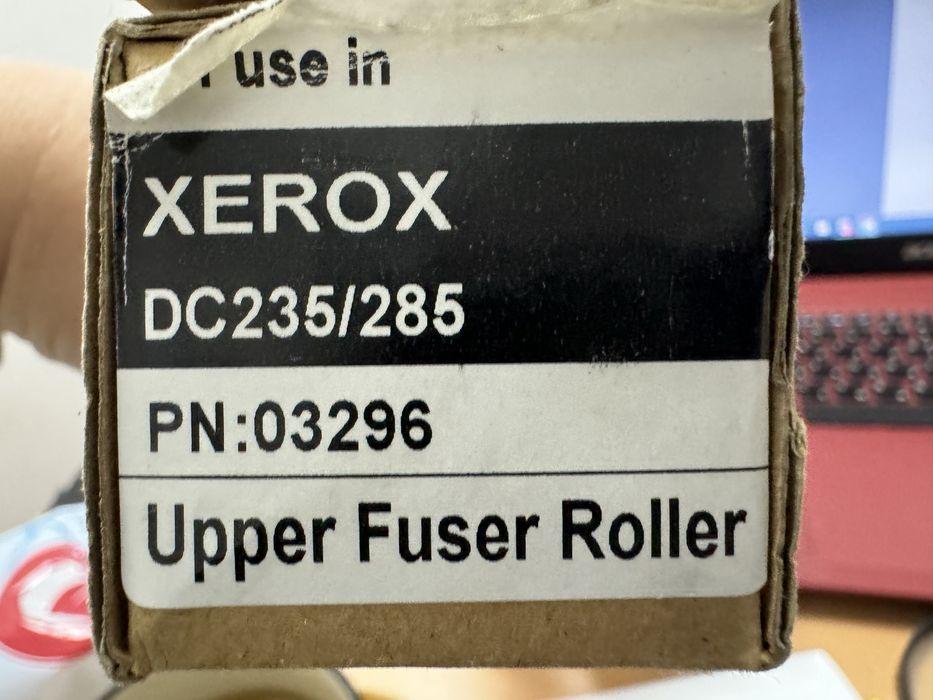 use in
XEROX
DC235/285
PN:03296
Upper Fuser Roller